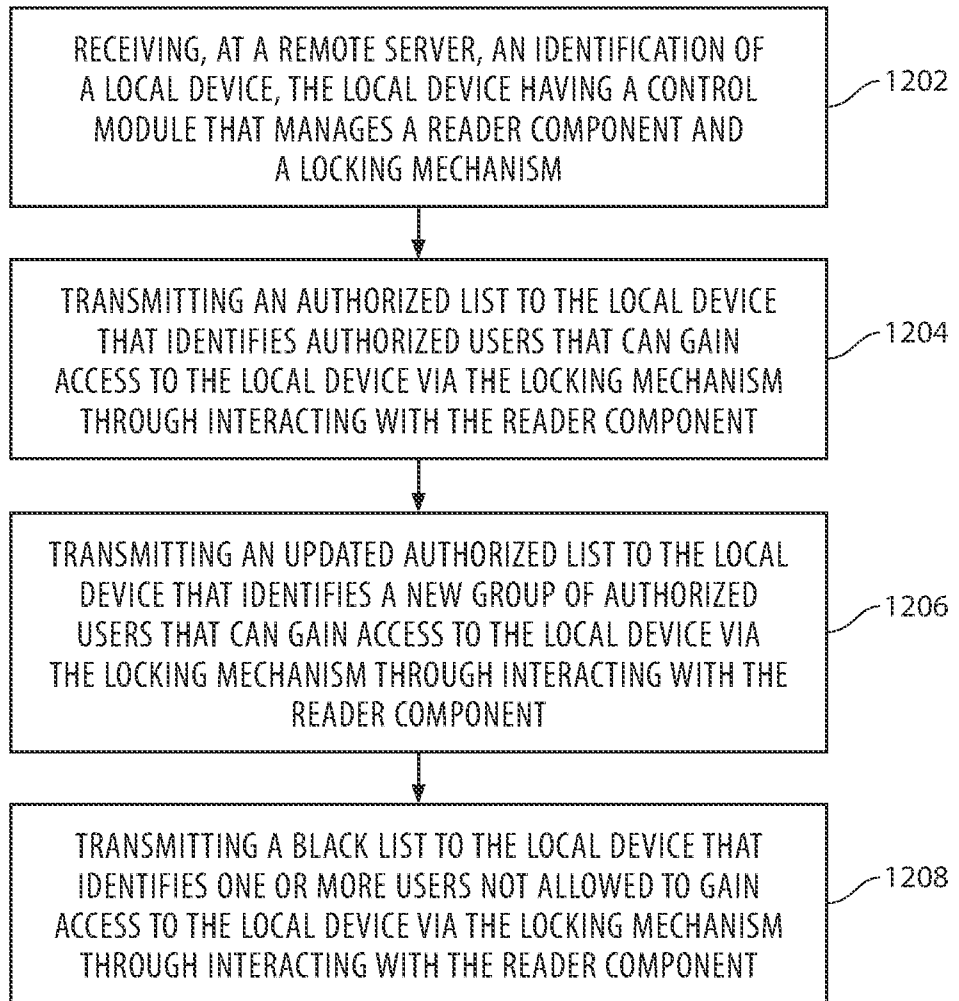 RECEIVING, AT A REMOTE SERVER, AN IDENTIFICATION OF
A LOCAL DEVICE, THE LOCAL DEVICE HAVING A CONTROL
MODULE THAT MANAGES A READER COMPONENT AND
A LOCKING MECHANISM
1202
TRANSMITTING AN AUTHORIZED LIST TO THE LOCAL DEVICE
THAT IDENTIFIES AUTHORIZED USERS THAT CAN GAIN
ACCESS TO THE LOCAL DEVICE VIA THE LOCKING MECHANISM
THROUGH INTERACTING WITH THE READER COMPONENT
1204
TRANSMITTING AN UPDATED AUTHORIZED LIST TO THE LOCAL
DEVICE THAT IDENTIFIES A NEW GROUP OF AUTHORIZED
USERS THAT CAN GAIN ACCESS TO THE LOCAL DEVICE VIA
THE LOCKING MECHANISM THROUGH INTERACTING WITH THE
READER COMPONENT
1206
TRANSMITTING A BLACK LIST TO THE LOCAL DEVICE THAT
IDENTIFIES ONE OR MORE USERS NOT ALLOWED TO GAIN
ACCESS TO THE LOCAL DEVICE VIA THE LOCKING MECHANISM
THROUGH INTERACTING WITH THE READER COMPONENT
1208